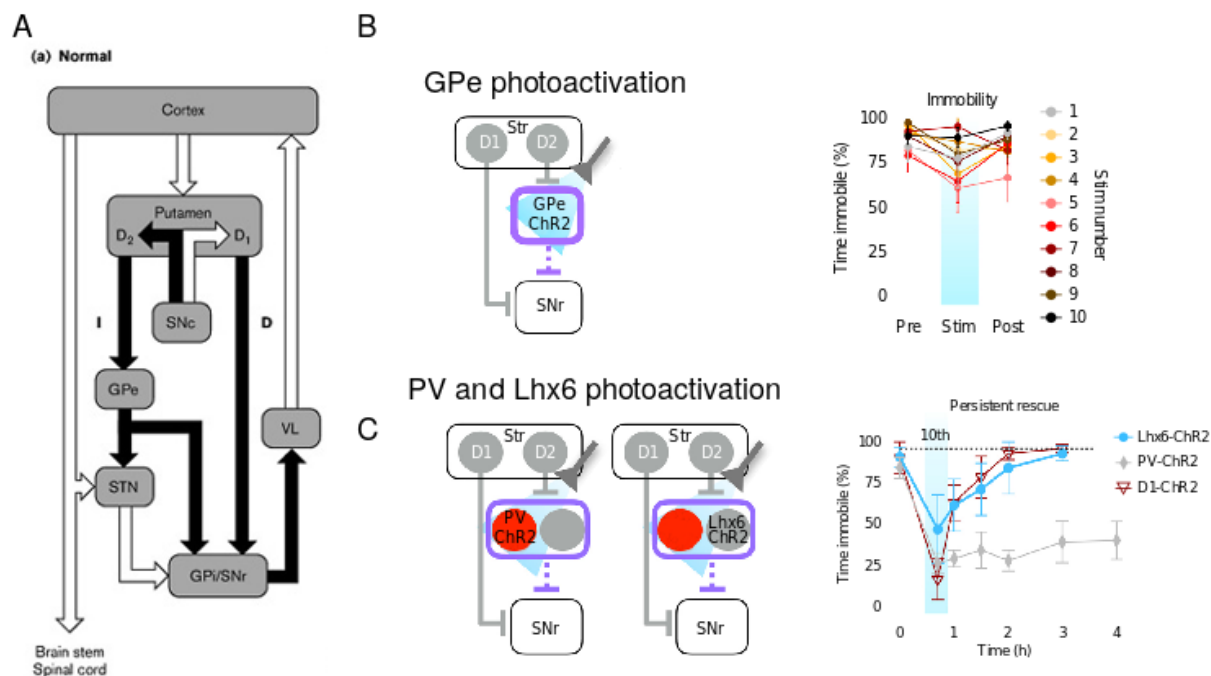 A
(a) Normal
Cortex
Putamen
D2
D1
SNc
I
D
GPe
VL
STN
GPi/SNr
Brain stem
Spinal cord
B
GPe photoactivation
Str
D1
D2
GPe
ChR2
SNr
Immobility
Time immobile (%)
100
75
50
25
0
Pre
Stim
Post
1
2
3
4
5
6
7
8
9
10
Stim number
PV and Lhx6 photoactivation
C
Str
D1
D2
PV
ChR2
SNr
Str
D1
D2
Lhx6
ChR2
SNr
Persistent rescue
10th
Time immobile (%)
100
75
50
25
0
0
1
2
3
4
Time (h)
Lhx6-ChR2
PV-ChR2
D1-ChR2